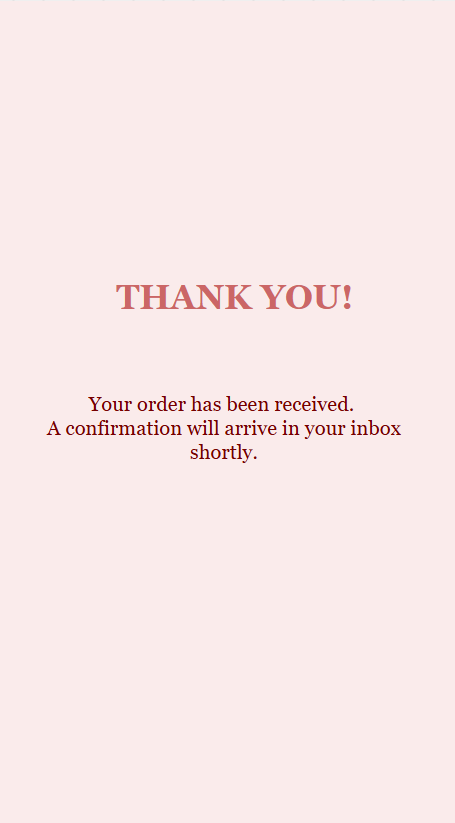 THANK YOU!
Your order has been received.
A confirmation will arrive in your inbox
shortly.